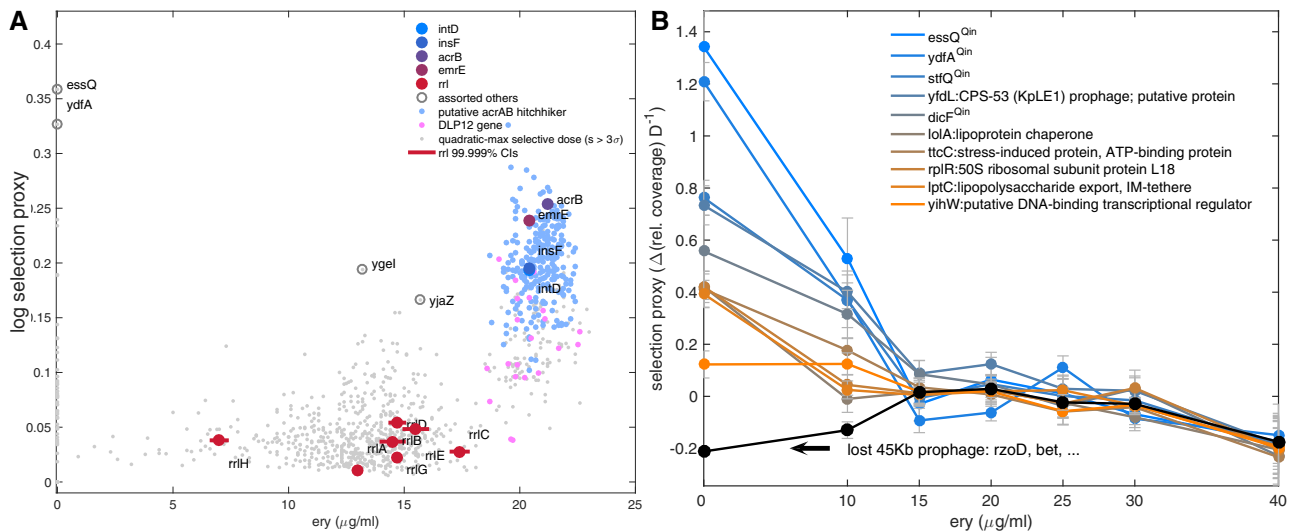 A
log selection proxy
0.4
0.35
0.3
0.25
0.2
0.15
0.1
0.05
0
0
5
10
15
20
25
ery (μg/ml)
intD
insF
acrB
emrE
rrl
assorted others
putative acrAB hitchhiker
DLP12 gene
quadratic-max selective dose (s > 3σ)
rrl 99.999% CIs
essQ
ydfA
ygeI
yjaZ
acrB
emrE
insF
intD
rrlD
rrlB
rrlC
rrlA
rrlE
rrlH
rrlG
B
selection proxy ( Δ(rel. coverage) D⁻¹)
1.4
1.2
1
0.8
0.6
0.4
0.2
0
-0.2
0
10
15
20
25
30
40
ery (μg/ml)
essQ^Qin
ydfA^Qin
stfQ^Qin
yfdL:CPS-53 (KpLE1) prophage; putative protein
dicF^Qin
lolA:lipoprotein chaperone
ttcC:stress-induced protein, ATP-binding protein
rplR:50S ribosomal subunit protein L18
lptC:lipopolysaccharide export, IM-tethere
yihW:putative DNA-binding transcriptional regulator
lost 45Kb prophage: rzoD, bet, ...